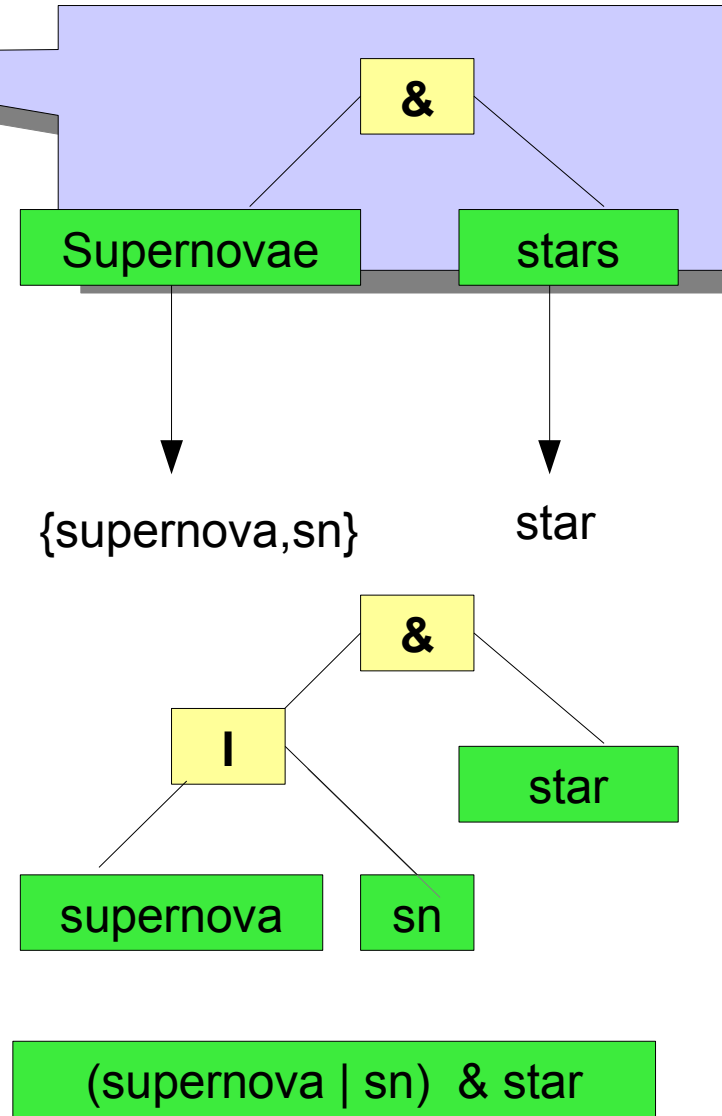 &
Supernovae stars
{supernova,sn} star
&
|
star
supernova sn
(supernova | sn) & star